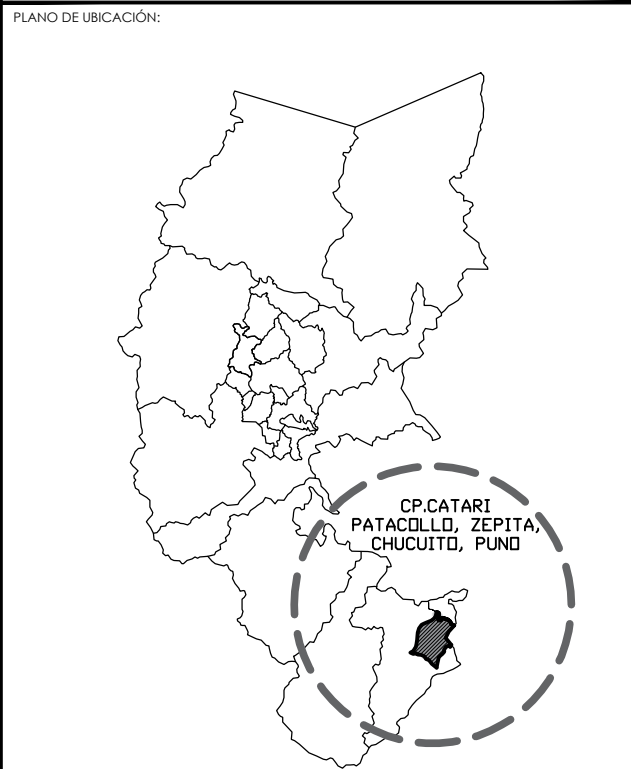 PLANO DE UBICACIÓN:
CP.CATARI
PATACOLLO, ZEPITA,
CHUCUITO, PUNO